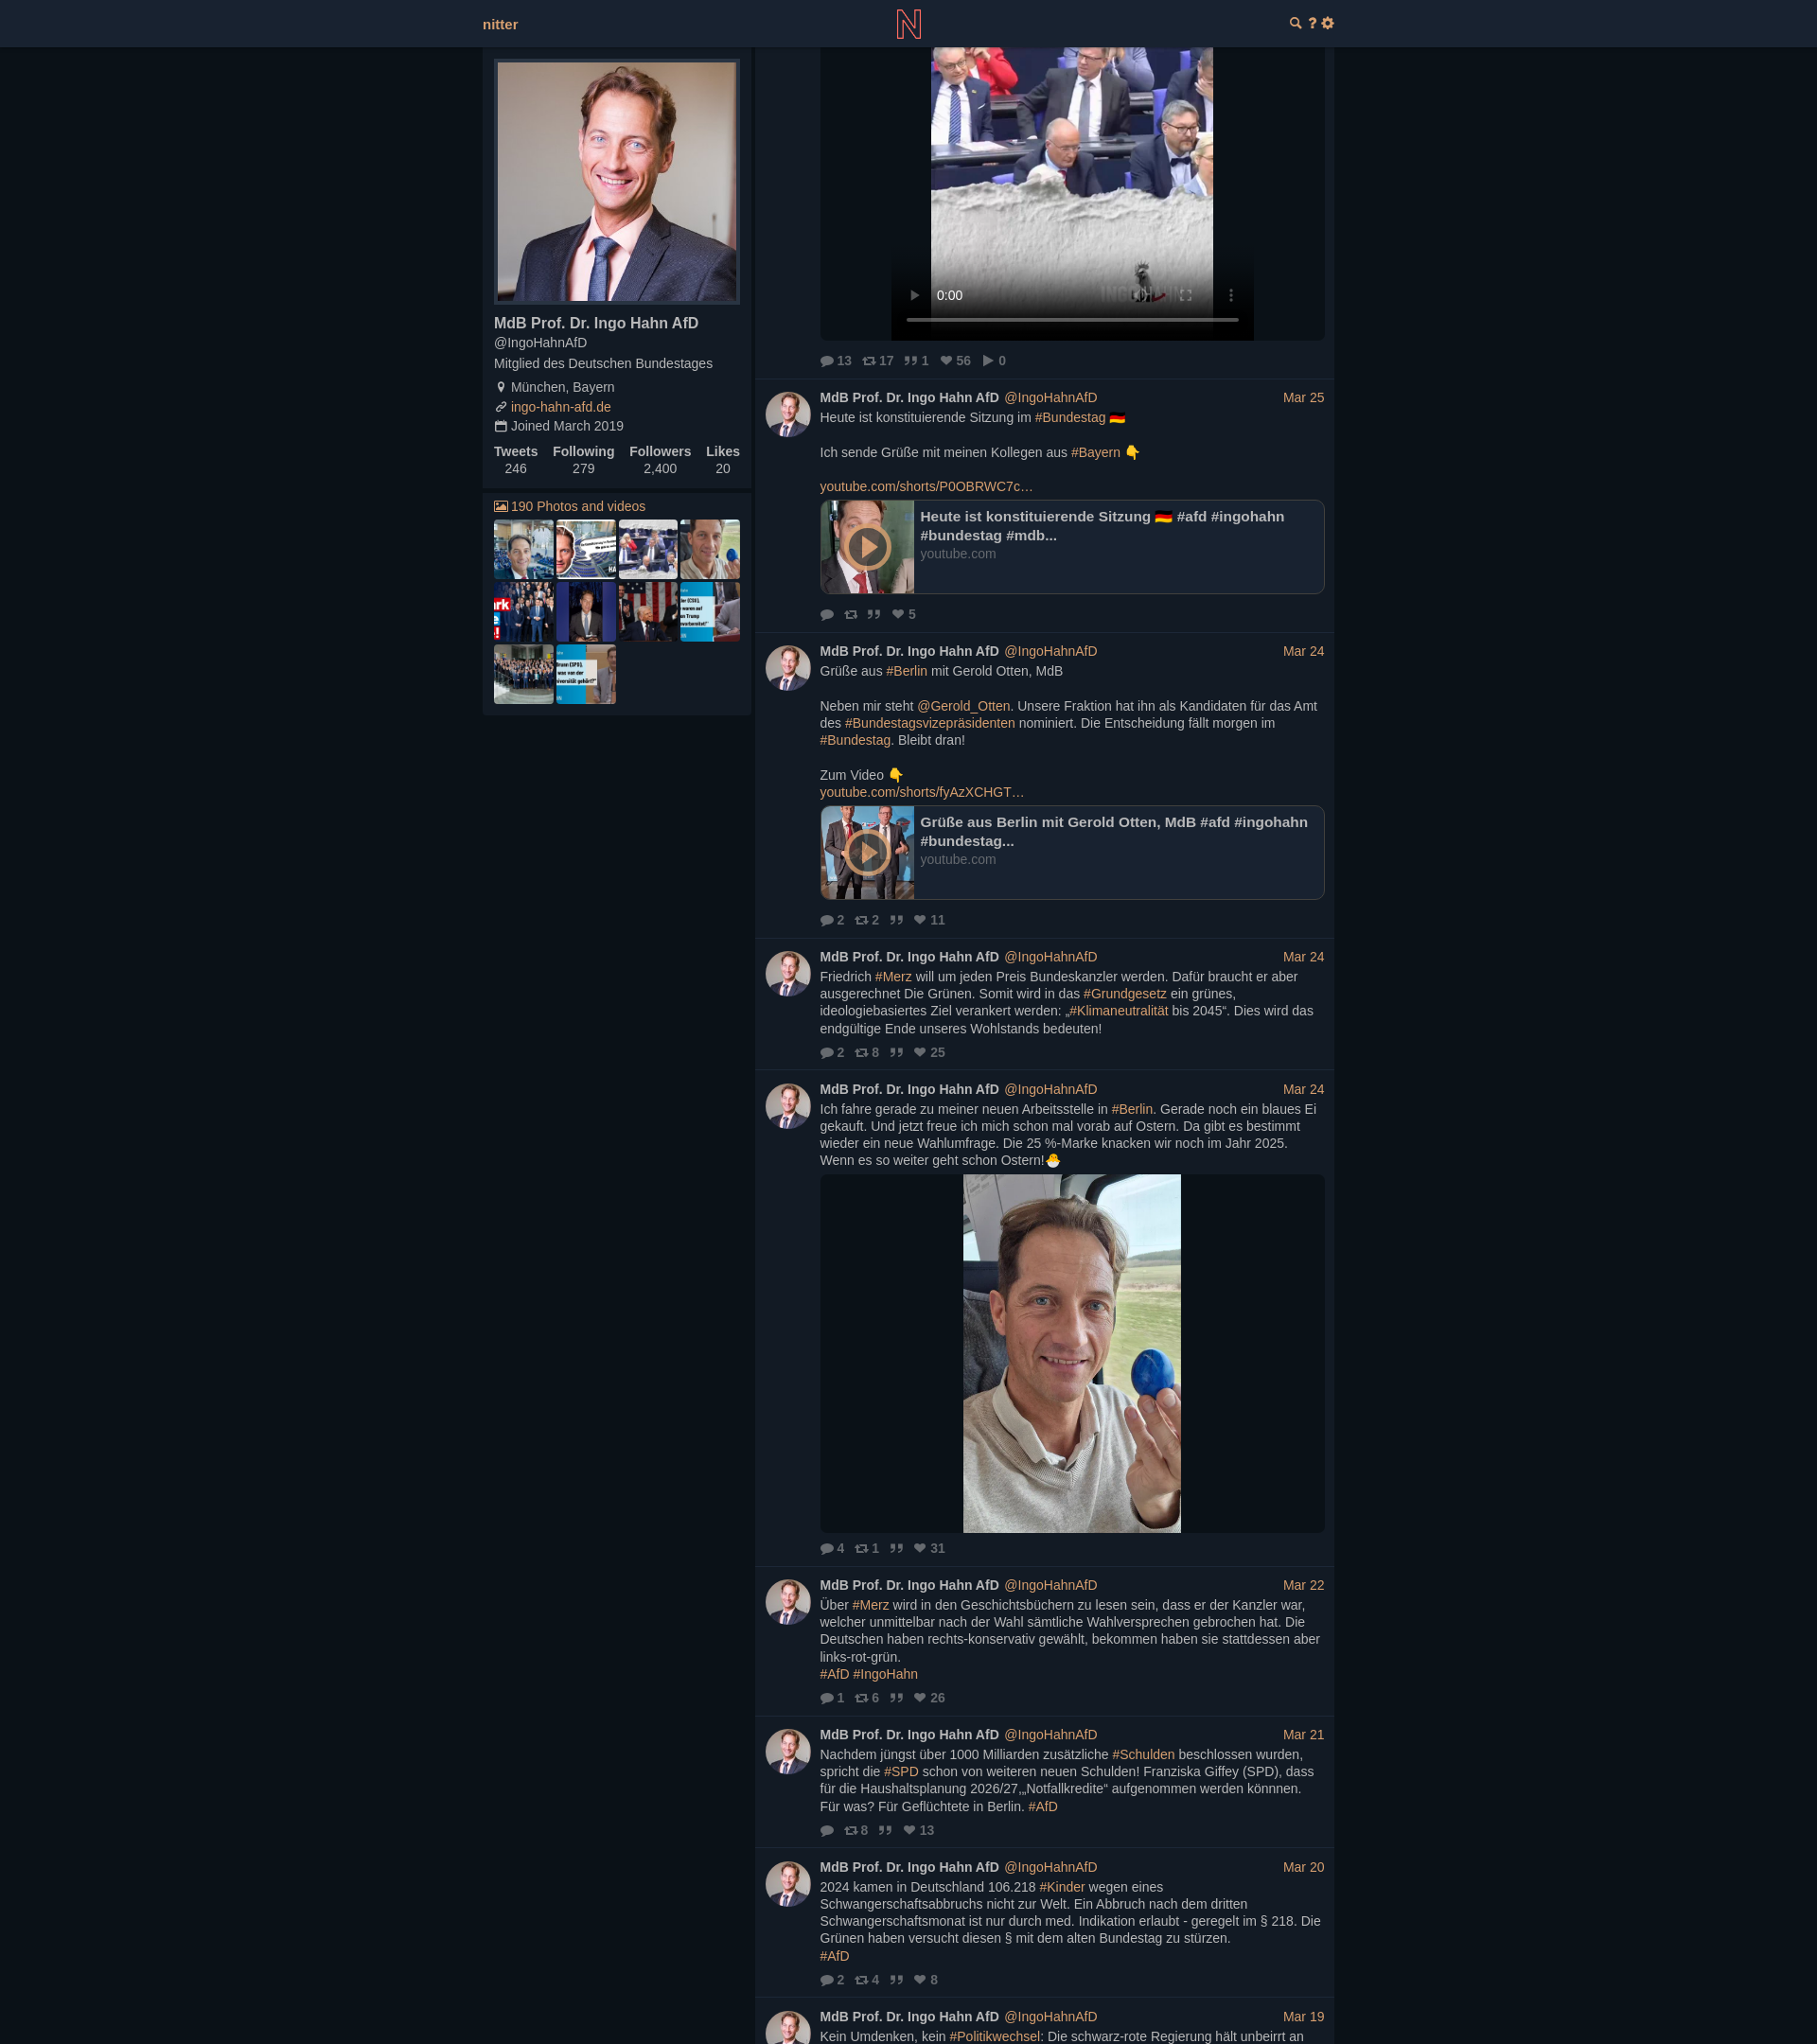 nitter
MdB Prof. Dr. Ingo Hahn AfD
@IngoHahnAfD
Mitglied des Deutschen Bundestages
München, Bayern
ingo-hahn-afd.de
Joined March 2019
Tweets Following Followers Likes
246 279 2,400 20
190 Photos and videos
0:00
13 17 1 56 0
MdB Prof. Dr. Ingo Hahn AfD @IngoHahnAfD Mar 25
Heute ist konstituierende Sitzung im #Bundestag 🇩🇪
Ich sende Grüße mit meinen Kollegen aus #Bayern 👇
youtube.com/shorts/P0OBRWC7c…
Heute ist konstituierende Sitzung 🇩🇪 #afd #ingohahn
#bundestag #mdb...
youtube.com
5
MdB Prof. Dr. Ingo Hahn AfD @IngoHahnAfD Mar 24
Grüße aus #Berlin mit Gerold Otten, MdB
Neben mir steht @Gerold_Otten. Unsere Fraktion hat ihn als Kandidaten für das Amt
des #Bundestagsvizepräsidenten nominiert. Die Entscheidung fällt morgen im
#Bundestag. Bleibt dran!
Zum Video 👇
youtube.com/shorts/fyAzXCHGT…
Grüße aus Berlin mit Gerold Otten, MdB #afd #ingohahn
#bundestag...
youtube.com
2 2 11
MdB Prof. Dr. Ingo Hahn AfD @IngoHahnAfD Mar 24
Friedrich #Merz will um jeden Preis Bundeskanzler werden. Dafür braucht er aber
ausgerechnet Die Grünen. Somit wird in das #Grundgesetz ein grünes,
ideologiebasiertes Ziel verankert werden: „#Klimaneutralität bis 2045“. Dies wird das
endgültige Ende unseres Wohlstands bedeuten!
2 8 25
MdB Prof. Dr. Ingo Hahn AfD @IngoHahnAfD Mar 24
Ich fahre gerade zu meiner neuen Arbeitsstelle in #Berlin. Gerade noch ein blaues Ei
gekauft. Und jetzt freue ich mich schon mal vorab auf Ostern. Da gibt es bestimmt
wieder ein neue Wahlumfrage. Die 25 %-Marke knacken wir noch im Jahr 2025.
Wenn es so weiter geht schon Ostern!🐣
4 1 31
MdB Prof. Dr. Ingo Hahn AfD @IngoHahnAfD Mar 22
Über #Merz wird in den Geschichtsbüchern zu lesen sein, dass er der Kanzler war,
welcher unmittelbar nach der Wahl sämtliche Wahlversprechen gebrochen hat. Die
Deutschen haben rechts-konservativ gewählt, bekommen haben sie stattdessen aber
links-rot-grün.
#AfD #IngoHahn
1 6 26
MdB Prof. Dr. Ingo Hahn AfD @IngoHahnAfD Mar 21
Nachdem jüngst über 1000 Milliarden zusätzliche #Schulden beschlossen wurden,
spricht die #SPD schon von weiteren neuen Schulden! Franziska Giffey (SPD), dass
für die Haushaltsplanung 2026/27,„Notfallkredite“ aufgenommen werden könnnen.
Für was? Für Geflüchtete in Berlin. #AfD
8 13
MdB Prof. Dr. Ingo Hahn AfD @IngoHahnAfD Mar 20
2024 kamen in Deutschland 106.218 #Kinder wegen eines
Schwangerschaftsabbruchs nicht zur Welt. Ein Abbruch nach dem dritten
Schwangerschaftsmonat ist nur durch med. Indikation erlaubt - geregelt im § 218. Die
Grünen haben versucht diesen § mit dem alten Bundestag zu stürzen.
#AfD
2 4 8
MdB Prof. Dr. Ingo Hahn AfD @IngoHahnAfD Mar 19
Kein Umdenken, kein #Politikwechsel: Die schwarz-rote Regierung hält unbeirrt an